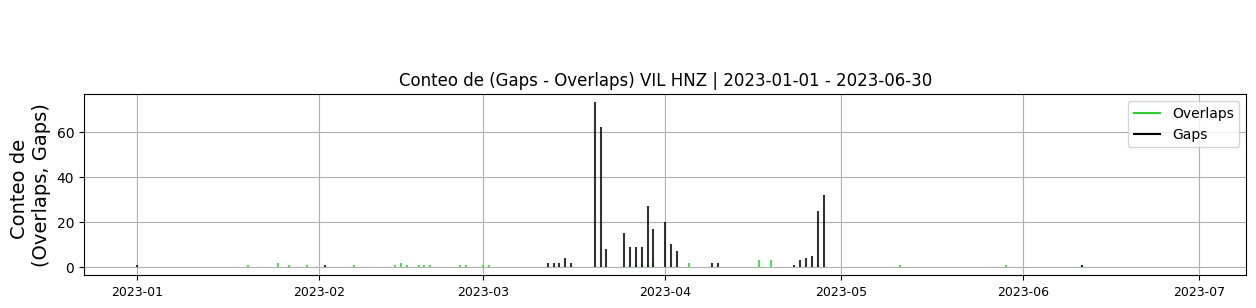 Conteo de (Gaps - Overlaps) VIL HNZ | 2023-01-01 - 2023-06-30
Conteo de
(Overlaps, Gaps)
60
40
20
0
Overlaps
Gaps
2023-01 2023-02 2023-03 2023-04 2023-05 2023-06 2023-07